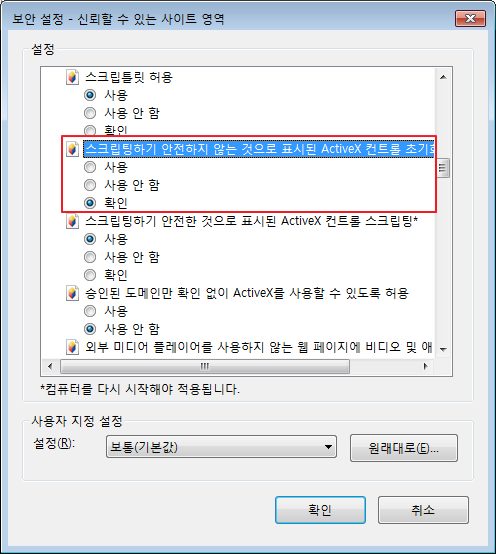 보안 설정 - 신뢰할 수 있는 사이트 영역
설정
스크립틀릿 허용
사용
사용 안 함
확인
스크립팅하기 안전하지 않는 것으로 표시된 ActiveX 컨트롤 초기화
사용
사용 안 함
확인
스크립팅하기 안전한 것으로 표시된 ActiveX 컨트롤 스크립팅*
사용
사용 안 함
확인
승인된 도메인만 확인 없이 ActiveX를 사용할 수 있도록 허용
사용
사용 안 함
외부 미디어 플레이어를 사용하지 않는 웹 페이지에 비디오 및 애
*컴퓨터를 다시 시작해야 적용됩니다.
사용자 지정 설정
설정(R):
보통(기본값)
원래대로(E)...
확인
취소